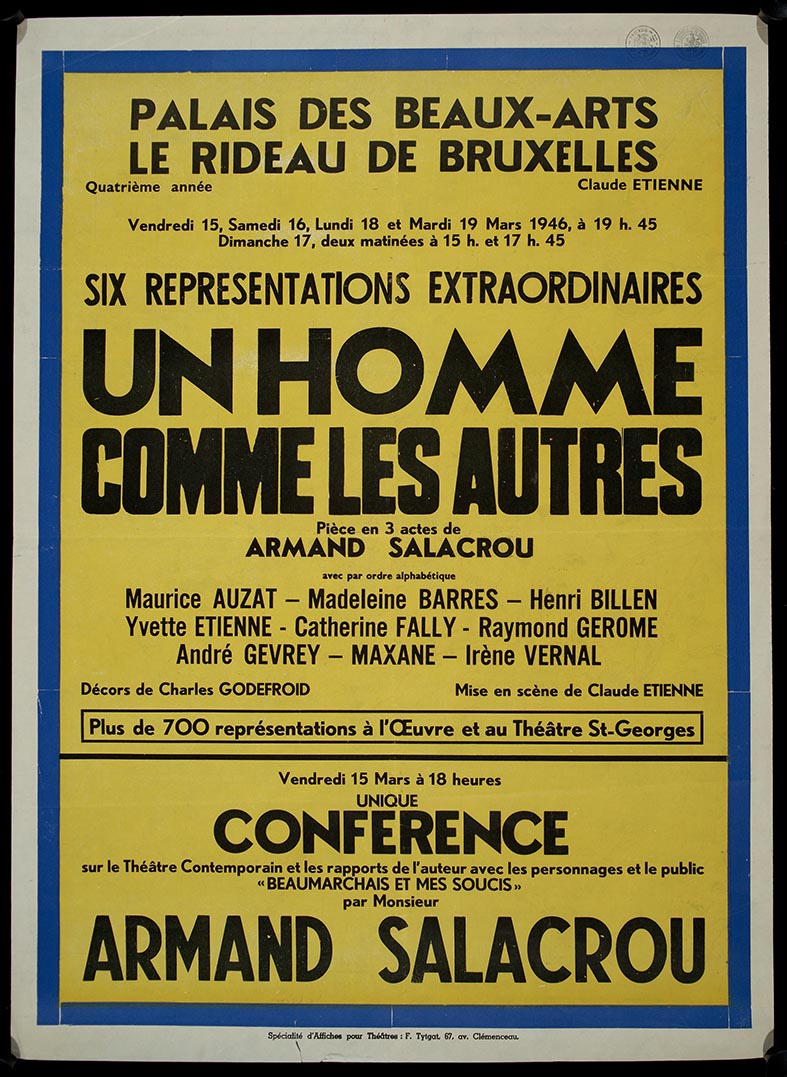 PALAIS DES BEAUX-ARTS
LE RIDEAU DE BRUXELLES
Quatrième année Claude ETIENNE
Vendredi 15, Samedi 16, Lundi 18 et Mardi 19 Mars 1946, à 19 h. 45
Dimanche 17, deux matinées à 15 h. et 17 h. 45
SIX REPRESENTATIONS EXTRAORDINAIRES
UN HOMME
COMME LES AUTRES
Pièce en 3 actes de
ARMAND SALACROU
avec par ordre alphabétique
Maurice AUZAT – Madeleine BARRES – Henri BILLEN
Yvette ETIENNE - Catherine FALLY - Raymond GEROME
André GEVREY – MAXANE – Irène VERNAL
Décors de Charles GODEFROID Mise en scène de Claude ETIENNE
Plus de 700 représentations à l'Œuvre et au Théâtre St-Georges
Vendredi 15 Mars à 18 heures
UNIQUE
CONFERENCE
sur le Théâtre Contemporain et les rapports de l'auteur avec les personnages et le public
«BEAUMARCHAIS ET MES SOUCIS»
par Monsieur
ARMAND SALACROU
Spécialité d'Affiches pour Théâtres : F. Tytgat, 67, av. Clémenceau.